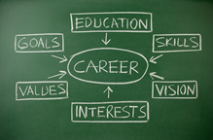 EDUCATION
GOALS
SKILLS
CAREER
VALUES
VISION
INTERESTS